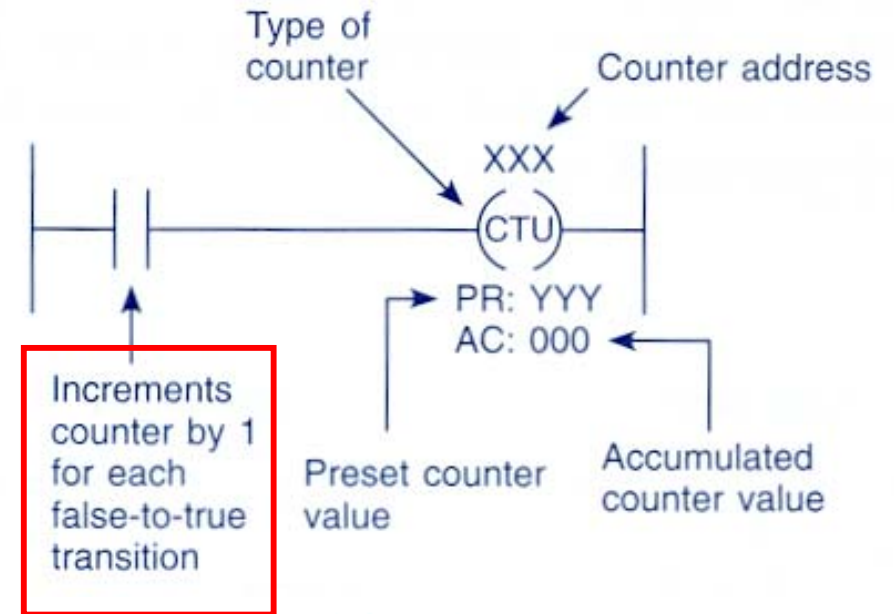 Type of
counter
Counter address
XXX
CTU
PR: YYY
AC: 000
Increments
counter by 1
for each
false-to-true
transition
Preset counter
value
Accumulated
counter value